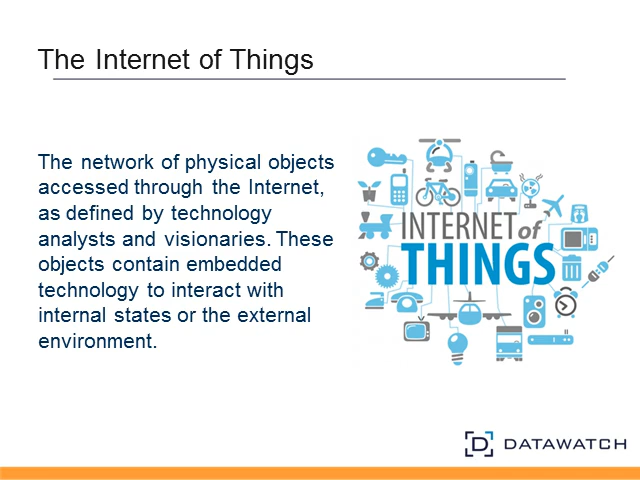 The Internet of Things
The network of physical objects
accessed through the Internet,
as defined by technology
analysts and visionaries. These
objects contain embedded
technology to interact with
internal states or the external
environment.
INTERNET of
THINGS
D DATAWATCH